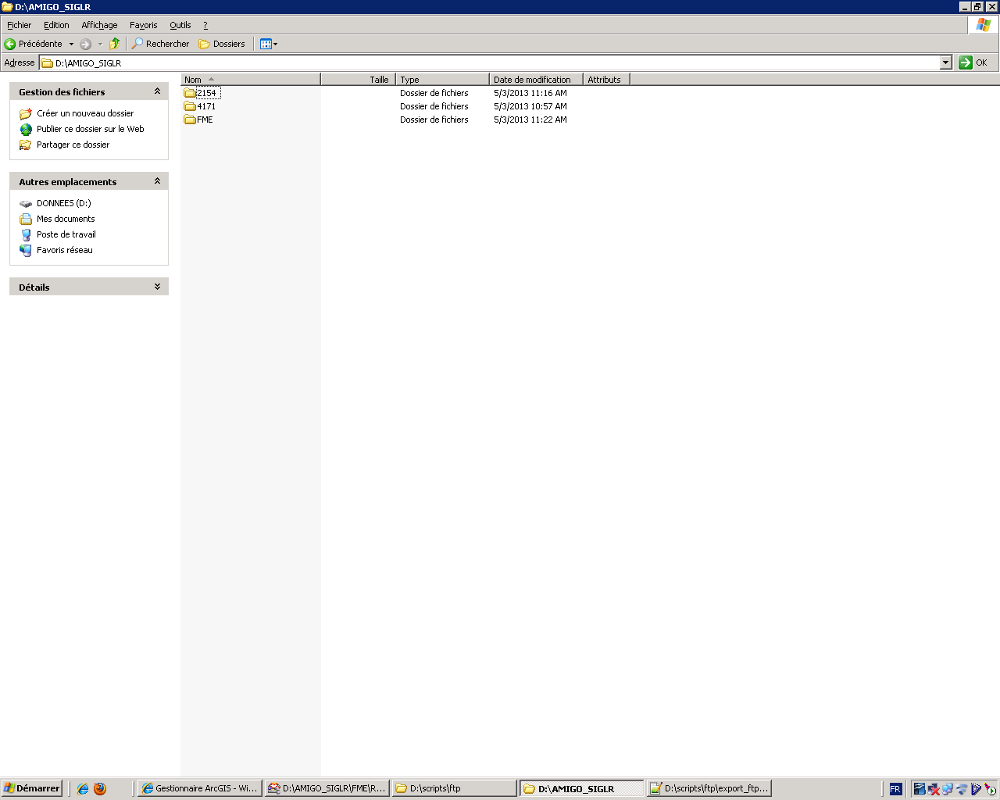 D:\AMIGO_SIGLR
Fichier Edition Affichage Favoris Outils ?
Précédente Rechercher Dossiers
Adresse D:\AMIGO_SIGLR OK
Nom Taille Type Date de modification Attributs
2154 Dossier de fichiers 5/3/2013 11:16 AM
4171 Dossier de fichiers 5/3/2013 10:57 AM
FME Dossier de fichiers 5/3/2013 11:22 AM
Gestion des fichiers
Créer un nouveau dossier
Publier ce dossier sur le Web
Partager ce dossier
Autres emplacements
DONNEES (D:)
Mes documents
Poste de travail
Favoris réseau
Détails
Démarrer Gestionnaire ArcGIS - Wi... D:\AMIGO_SIGLR\FME\R... D:\scripts\ftp D:\AMIGO_SIGLR D:\scripts\ftp\export_ftp... FR